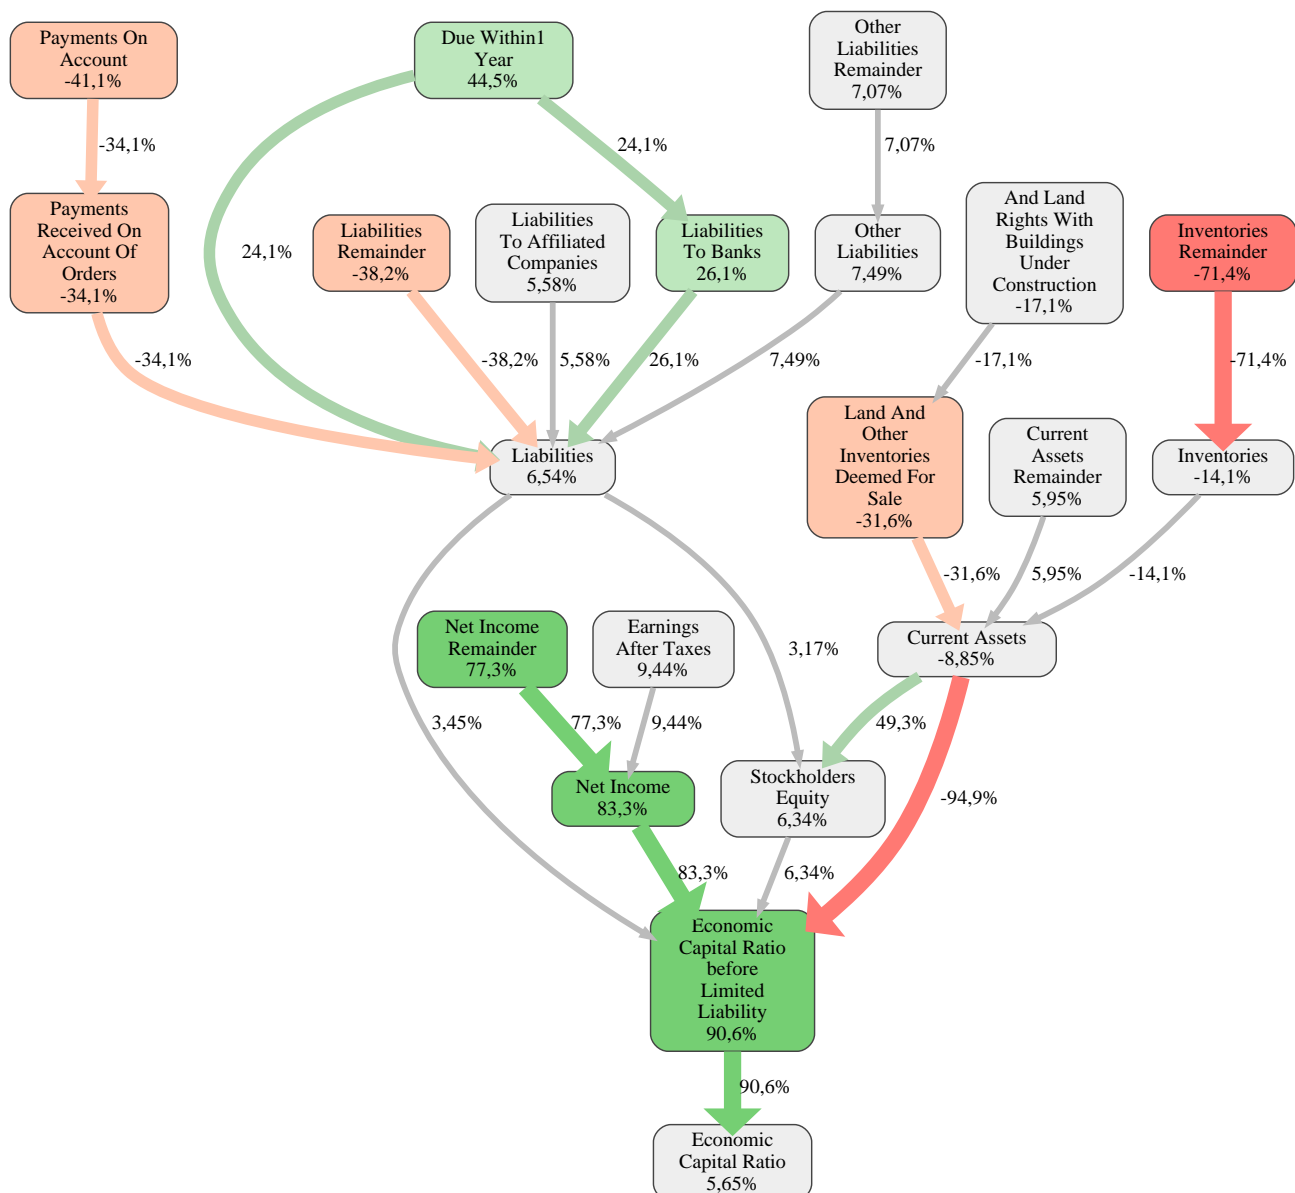 Payments On
Account
-41,1%
Due Within1
Year
44,5%
Other
Liabilities
Remainder
7,07%
-34,1%
24,1%
7,07%
Payments
Received On
Account Of
Orders
-34,1%
24,1%
Liabilities
Remainder
-38,2%
Liabilities
To Affiliated
Companies
5,58%
Liabilities
To Banks
26,1%
Other
Liabilities
7,49%
And Land
Rights With
Buildings
Under
Construction
-17,1%
Inventories
Remainder
-71,4%
-34,1%
-38,2%
5,58%
26,1%
7,49%
-17,1%
-71,4%
Liabilities
6,54%
Land And
Other
Inventories
Deemed For
Sale
-31,6%
Current
Assets
Remainder
5,95%
Inventories
-14,1%
-31,6%
5,95%
-14,1%
Net Income
Remainder
77,3%
Earnings
After Taxes
9,44%
3,17%
Current Assets
-8,85%
3,45%
77,3%
9,44%
49,3%
Net Income
83,3%
Stockholders
Equity
6,34%
-94,9%
83,3%
6,34%
Economic
Capital Ratio
before
Limited
Liability
90,6%
90,6%
Economic
Capital Ratio
5,65%